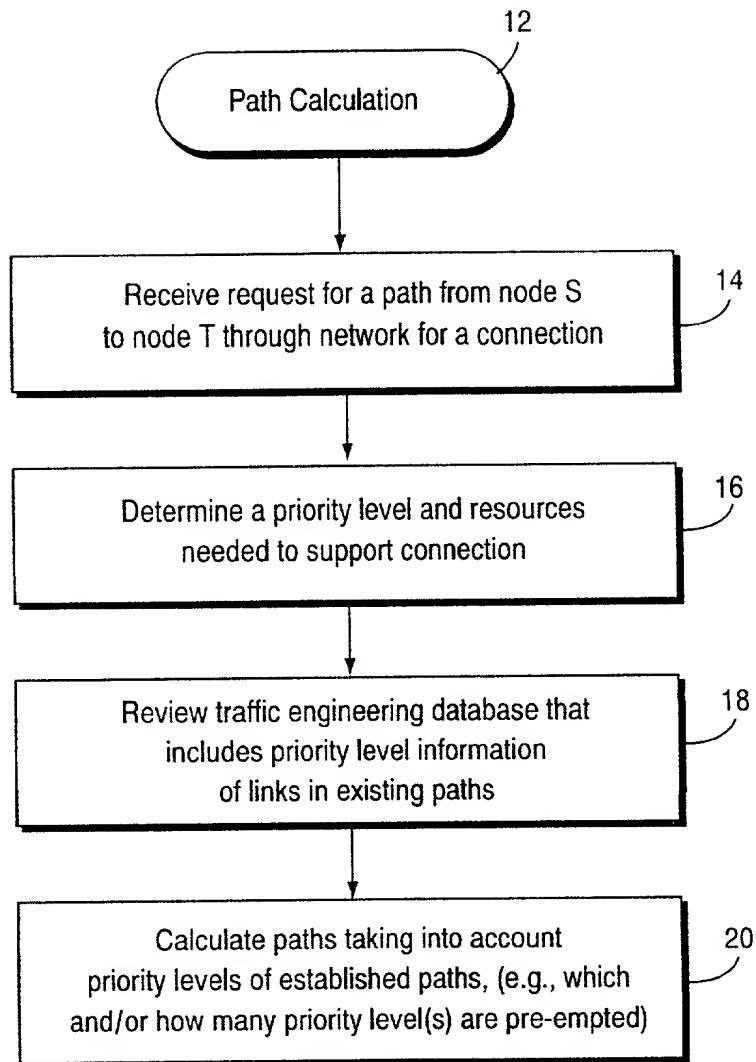 12
Path Calculation
14
Receive request for a path from node S
to node T through network for a connection
16
Determine a priority level and resources
needed to support connection
18
Review traffic engineering database that
includes priority level information
of links in existing paths
20
Calculate paths taking into account
priority levels of established paths, (e.g., which
and/or how many priority level(s) are pre-empted)